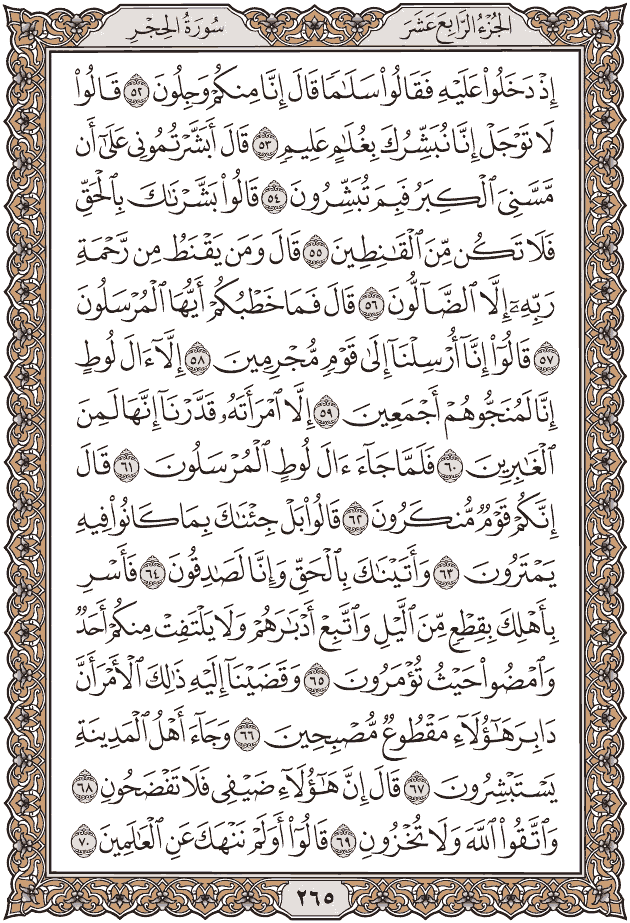 الجُزْءُ الرَّابِعَ عَشَرَ
سُورَةُ الحِجْرِ
إِذْ دَخَلُوا۟ عَلَيْهِ فَقَالُوا۟ سَلَـٰمًا قَالَ إِنَّا مِنكُمْ وَجِلُونَ ٥٢ قَالُوا۟
لَا تَوْجَلْ إِنَّا نُبَشِّرُكَ بِغُلَـٰمٍ عَلِيمٍ ٥٣ قَالَ أَبَشَّرْتُمُونِى عَلَىٰٓ أَن
مَّسَّنِىَ ٱلْكِبَرُ فَبِمَ تُبَشِّرُونَ ٥٤ قَالُوا۟ بَشَّرْنَـٰكَ بِٱلْحَقِّ
فَلَا تَكُن مِّنَ ٱلْقَـٰنِطِينَ ٥٥ قَالَ وَمَن يَقْنَطُ مِن رَّحْمَةِ
رَبِّهِۦٓ إِلَّا ٱلضَّآلُّونَ ٥٦ قَالَ فَمَا خَطْبُكُمْ أَيُّهَا ٱلْمُرْسَلُونَ
٥٧ قَالُوٓا۟ إِنَّآ أُرْسِلْنَآ إِلَىٰ قَوْمٍ مُّجْرِمِينَ ٥٨ إِلَّآ ءَالَ لُوطٍ
إِنَّا لَمُنَجُّوهُمْ أَجْمَعِينَ ٥٩ إِلَّا ٱمْرَأَتَهُۥ قَدَّرْنَآ إِنَّهَا لَمِنَ
ٱلْغَـٰبِرِينَ ٦٠ فَلَمَّا جَآءَ ءَالَ لُوطٍ ٱلْمُرْسَلُونَ ٦١ قَالَ
إِنَّكُمْ قَوْمٌ مُّنكَرُونَ ٦٢ قَالُوا۟ بَلْ جِئْنَـٰكَ بِمَا كَانُوا۟ فِيهِ
يَمْتَرُونَ ٦٣ وَأَتَيْنَـٰكَ بِٱلْحَقِّ وَإِنَّا لَصَـٰدِقُونَ ٦٤ فَأَسْرِ
بِأَهْلِكَ بِقِطْعٍ مِّنَ ٱلَّيْلِ وَٱتَّبِعْ أَدْبَـٰرَهُمْ وَلَا يَلْتَفِتْ مِنكُمْ أَحَدٌ
وَٱمْضُوا۟ حَيْثُ تُؤْمَرُونَ ٦٥ وَقَضَيْنَآ إِلَيْهِ ذَٰلِكَ ٱلْأَمْرَ أَنَّ
دَابِرَ هَـٰٓؤُلَآءِ مَقْطُوعٌ مُّصْبِحِينَ ٦٦ وَجَآءَ أَهْلُ ٱلْمَدِينَةِ
يَسْتَبْشِرُونَ ٦٧ قَالَ إِنَّ هَـٰٓؤُلَآءِ ضَيْفِى فَلَا تَفْضَحُونِ ٦٨
وَٱتَّقُوا۟ ٱللَّهَ وَلَا تُخْزُونِ ٦٩ قَالُوٓا۟ أَوَلَمْ نَنْهَكَ عَنِ ٱلْعَـٰلَمِينَ ٧٠
٢٦٥